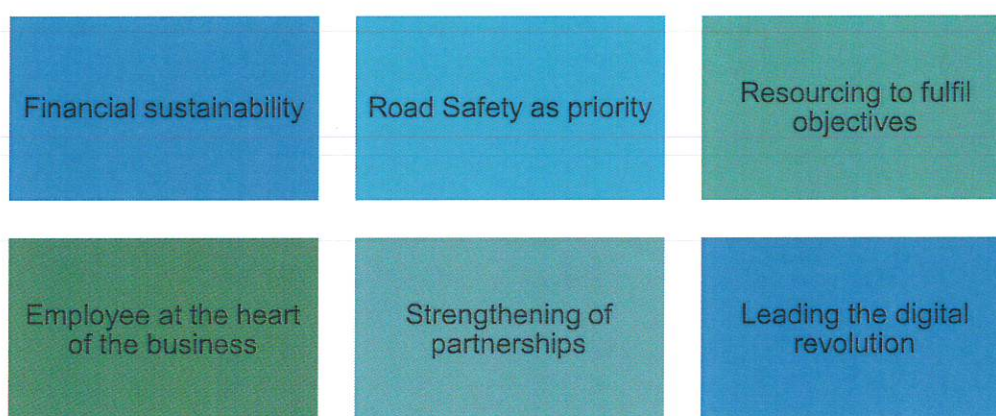 Financial sustainability
Road Safety as priority
Resourcing to fulfil
objectives
Employee at the heart
of the business
Strengthening of
partnerships
Leading the digital
revolution